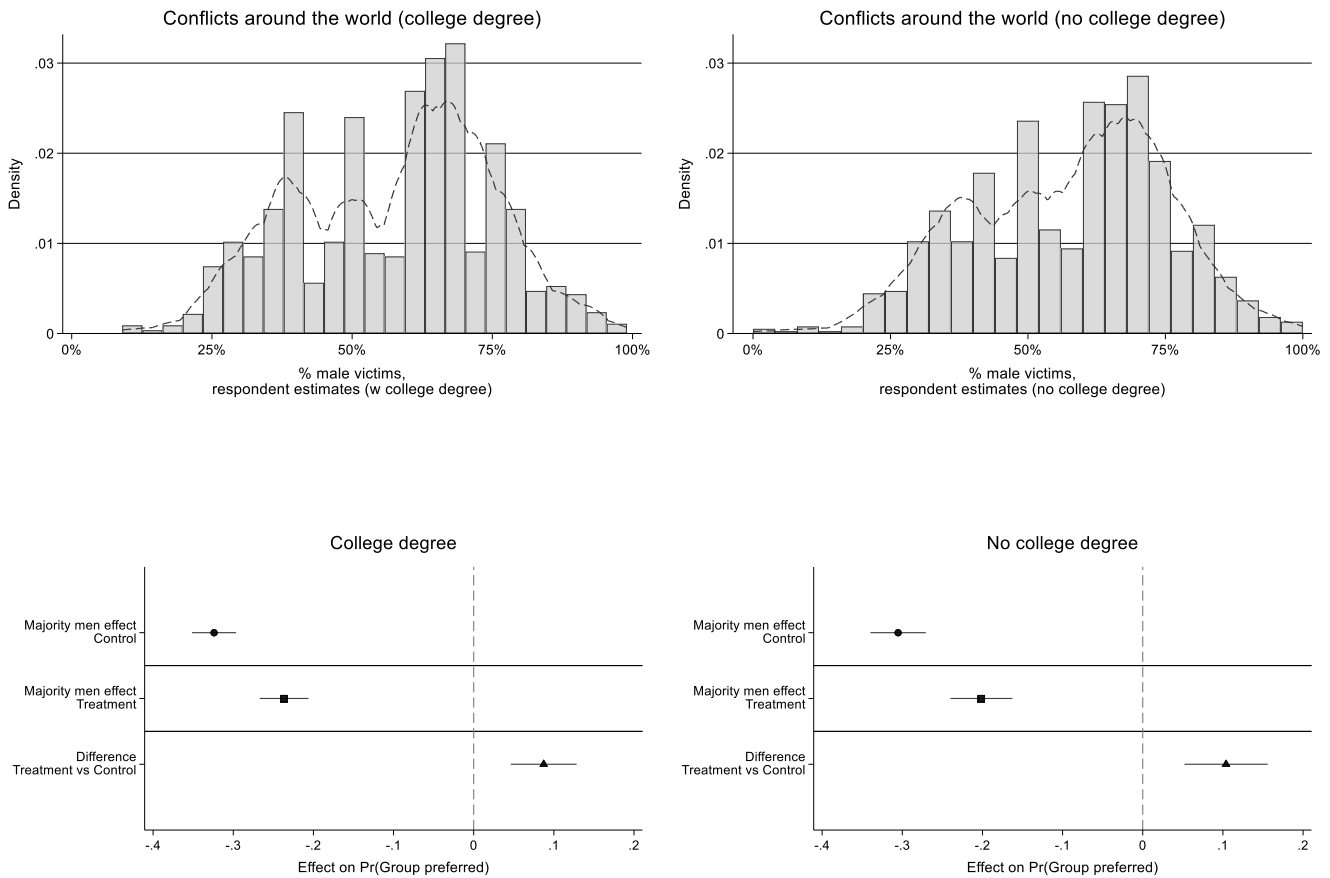 Conflicts around the world (college degree)
Density
.03
.02
.01
0
0%
25%
50%
75%
100%
% male victims,
respondent estimates (w college degree)
Conflicts around the world (no college degree)
Density
.03
.02
.01
0
0%
25%
50%
75%
100%
% male victims,
respondent estimates (no college degree)
College degree
Majority men effect
Control
Majority men effect
Treatment
Difference
Treatment vs Control
-.4
-.3
-.2
-.1
0
.1
.2
Effect on Pr(Group preferred)
No college degree
Majority men effect
Control
Majority men effect
Treatment
Difference
Treatment vs Control
-.4
-.3
-.2
-.1
0
.1
.2
Effect on Pr(Group preferred)